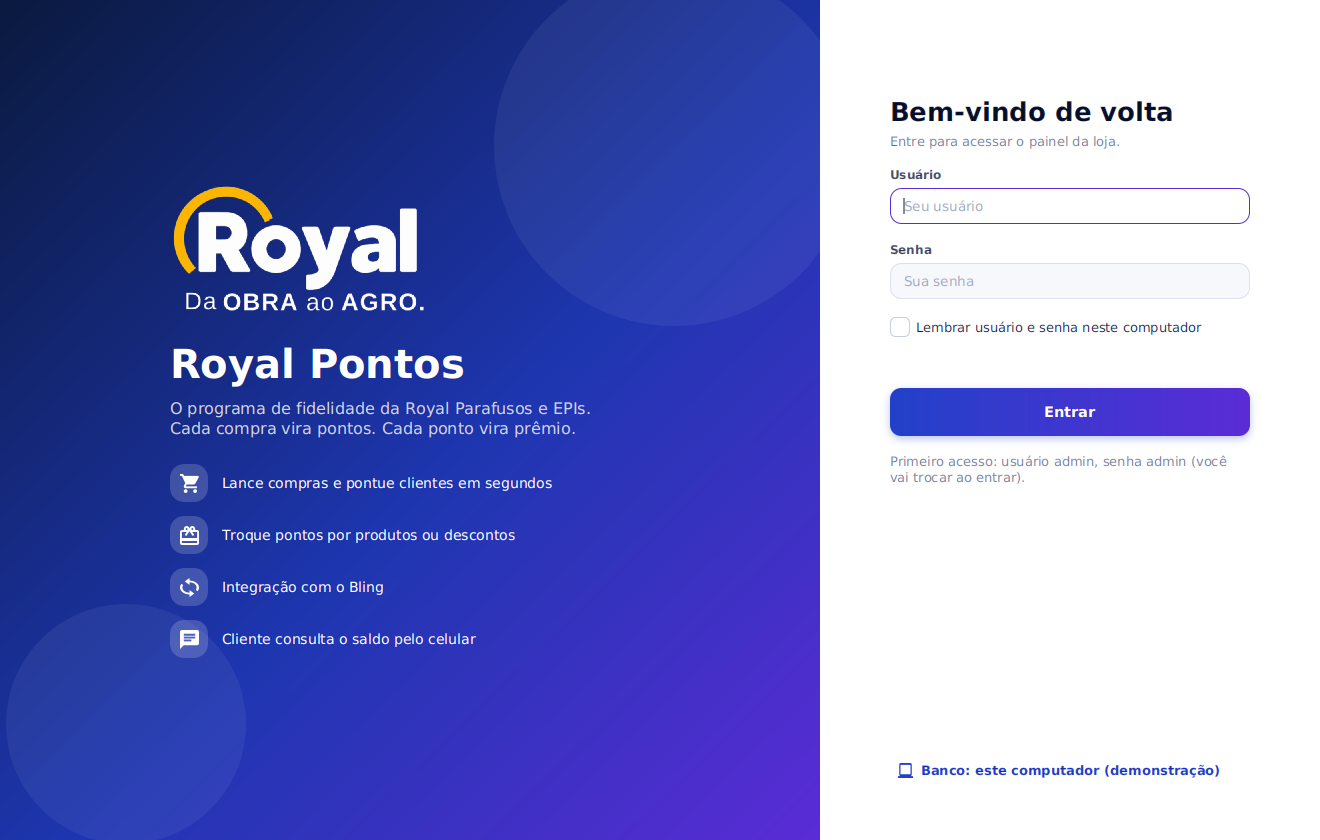 Royal
Da OBRA ao AGRO.
Royal Pontos
O programa de fidelidade da Royal Parafusos e EPIs.
Cada compra vira pontos. Cada ponto vira prêmio.
Lance compras e pontue clientes em segundos
Troque pontos por produtos ou descontos
Integração com o Bling
Cliente consulta o saldo pelo celular
Bem-vindo de volta
Entre para acessar o painel da loja.
Usuário
Seu usuário
Senha
Sua senha
Lembrar usuário e senha neste computador
Entrar
Primeiro acesso: usuário admin, senha admin (você
vai trocar ao entrar).
Banco: este computador (demonstração)